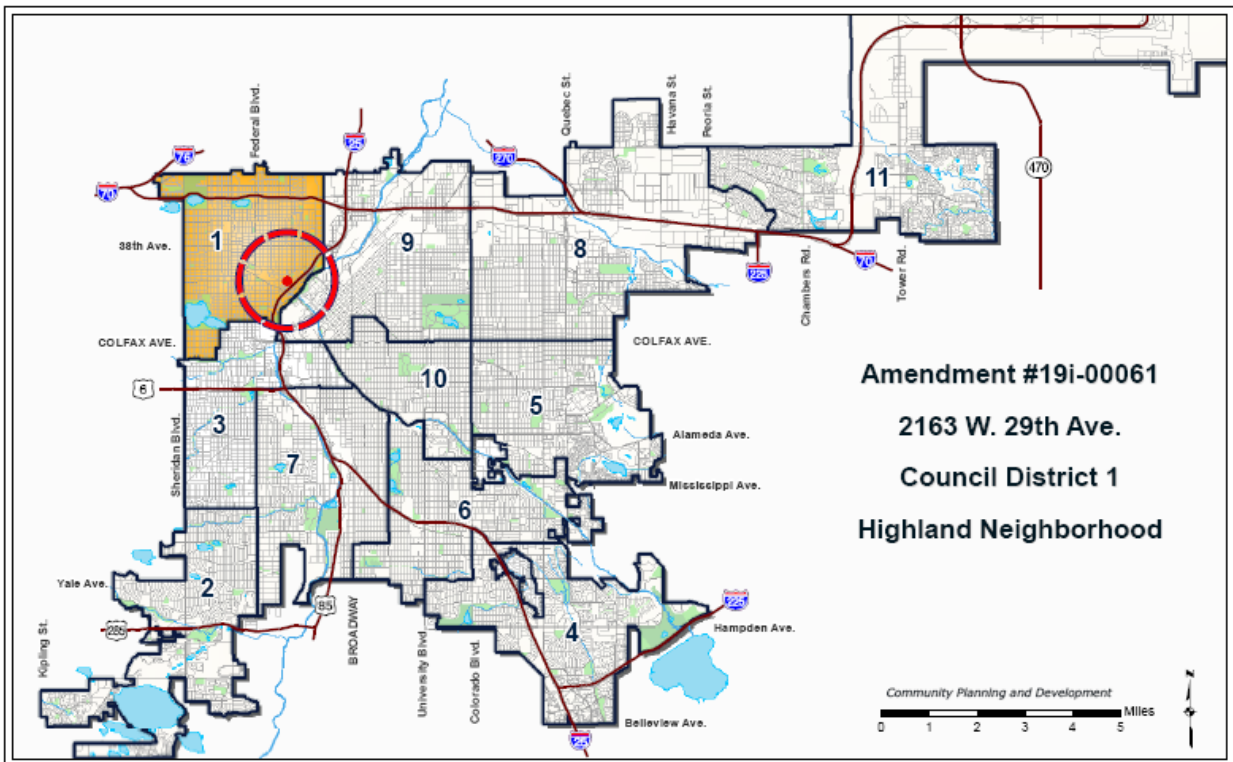 Federal Blvd.
Quebec St.
Havana St.
Peoria St.
76
25
270
70
470
1
9
8
11
38th Ave.
225
70
Chambers Rd.
Tower Rd.
COLFAX AVE.
COLFAX AVE.
6
10
5
3
7
Sheridan Blvd.
Alameda Ave.
Mississippi Ave.
6
Amendment #19i-00061
2163 W. 29th Ave.
Council District 1
Highland Neighborhood
Yale Ave.
2
85
285
BROADWAY
University Blvd
Colorado Blvd.
4
225
Hampden Ave.
Kipling St.
Belleview Ave.
25
Community Planning and Development
Miles
0 1 2 3 4 5
N